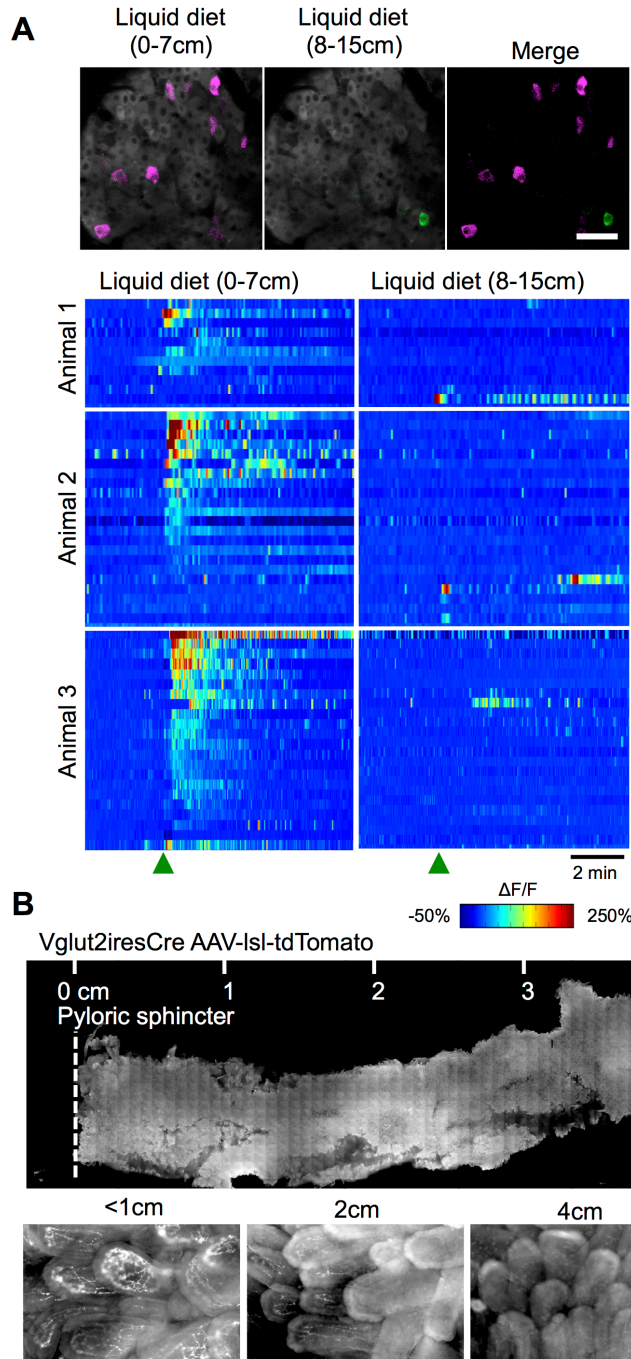 A
Liquid diet
(0-7cm)
Liquid diet
(8-15cm)
Merge
Liquid diet (0-7cm)
Liquid diet (8-15cm)
Animal 1
Animal 2
Animal 3
2 min
B
ΔF/F
-50%
250%
Vglut2iresCre AAV-lsl-tdTomato
0 cm
1
2
3
Pyloric sphincter
<1cm
2cm
4cm